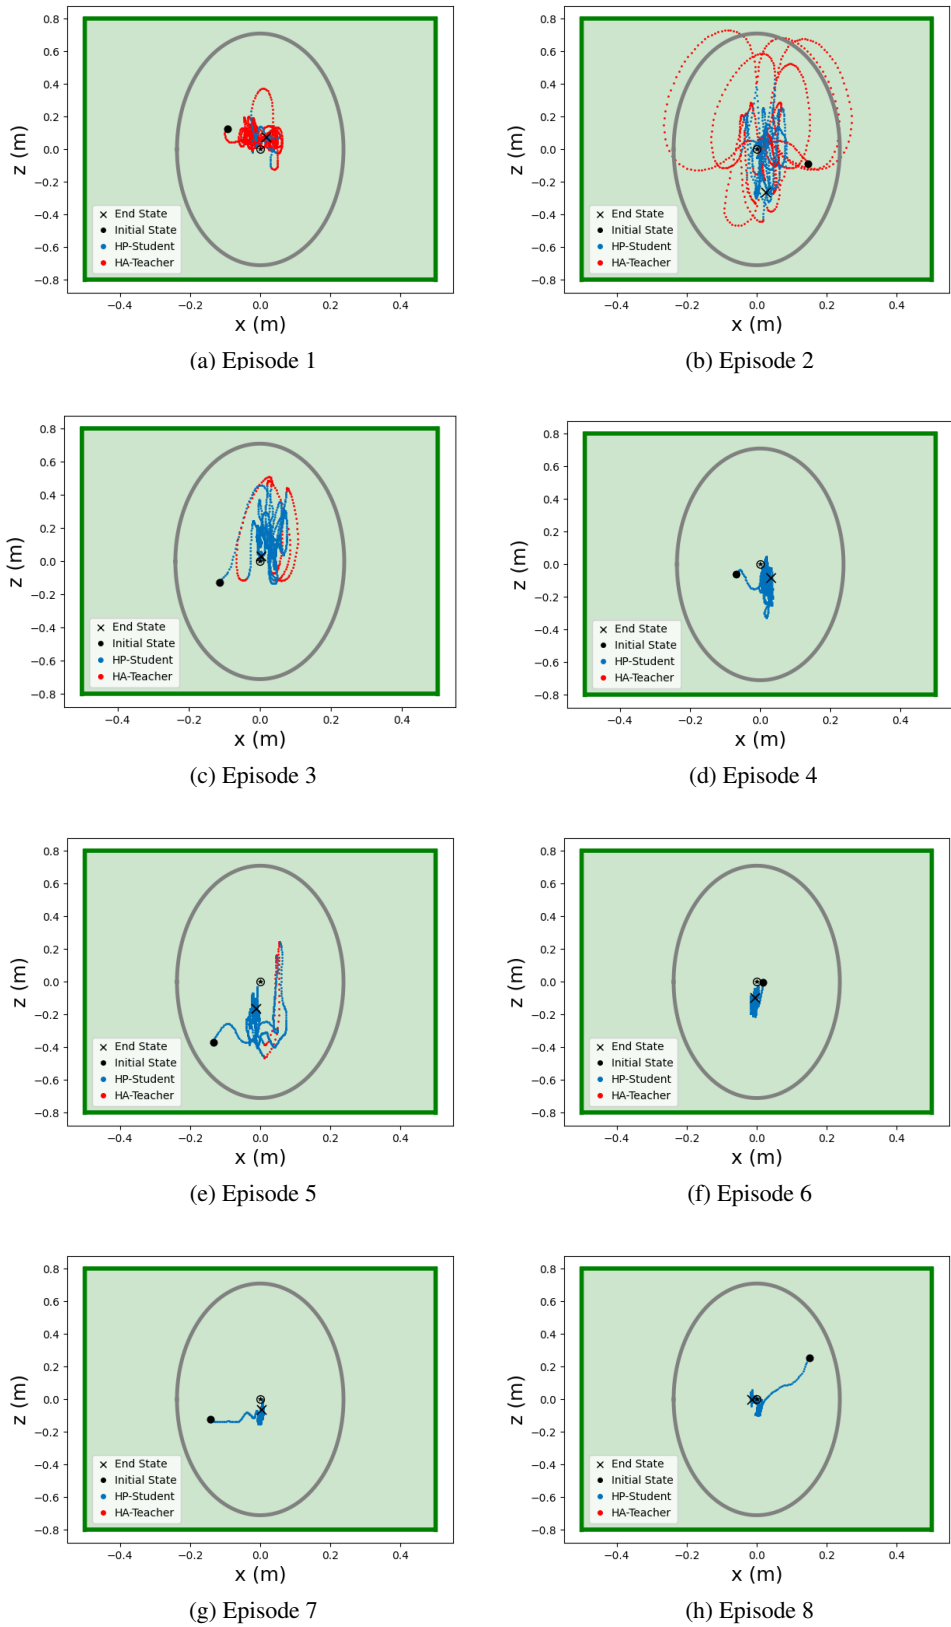 0.8
0.6
0.4
0.2
0.0
−0.2
−0.4
−0.6
−0.8
z (m)
× End State
● Initial State
● HP-Student
● HA-Teacher
−0.4 −0.2 0.0 0.2 0.4
x (m)
(a) Episode 1
0.8
0.6
0.4
0.2
0.0
−0.2
−0.4
−0.6
−0.8
z (m)
× End State
● Initial State
● HP-Student
● HA-Teacher
−0.4 −0.2 0.0 0.2 0.4
x (m)
(b) Episode 2
0.8
0.6
0.4
0.2
0.0
−0.2
−0.4
−0.6
−0.8
z (m)
× End State
● Initial State
● HP-Student
● HA-Teacher
−0.4 −0.2 0.0 0.2 0.4
x (m)
(c) Episode 3
0.8
0.6
0.4
0.2
0.0
−0.2
−0.4
−0.6
−0.8
z (m)
× End State
● Initial State
● HP-Student
● HA-Teacher
−0.4 −0.2 0.0 0.2 0.4
x (m)
(d) Episode 4
0.8
0.6
0.4
0.2
0.0
−0.2
−0.4
−0.6
−0.8
z (m)
× End State
● Initial State
● HP-Student
● HA-Teacher
−0.4 −0.2 0.0 0.2 0.4
x (m)
(e) Episode 5
0.8
0.6
0.4
0.2
0.0
−0.2
−0.4
−0.6
−0.8
z (m)
× End State
● Initial State
● HP-Student
● HA-Teacher
−0.4 −0.2 0.0 0.2 0.4
x (m)
(f) Episode 6
0.8
0.6
0.4
0.2
0.0
−0.2
−0.4
−0.6
−0.8
z (m)
× End State
● Initial State
● HP-Student
● HA-Teacher
−0.4 −0.2 0.0 0.2 0.4
x (m)
(g) Episode 7
0.8
0.6
0.4
0.2
0.0
−0.2
−0.4
−0.6
−0.8
z (m)
× End State
● Initial State
● HP-Student
● HA-Teacher
−0.4 −0.2 0.0 0.2 0.4
x (m)
(h) Episode 8